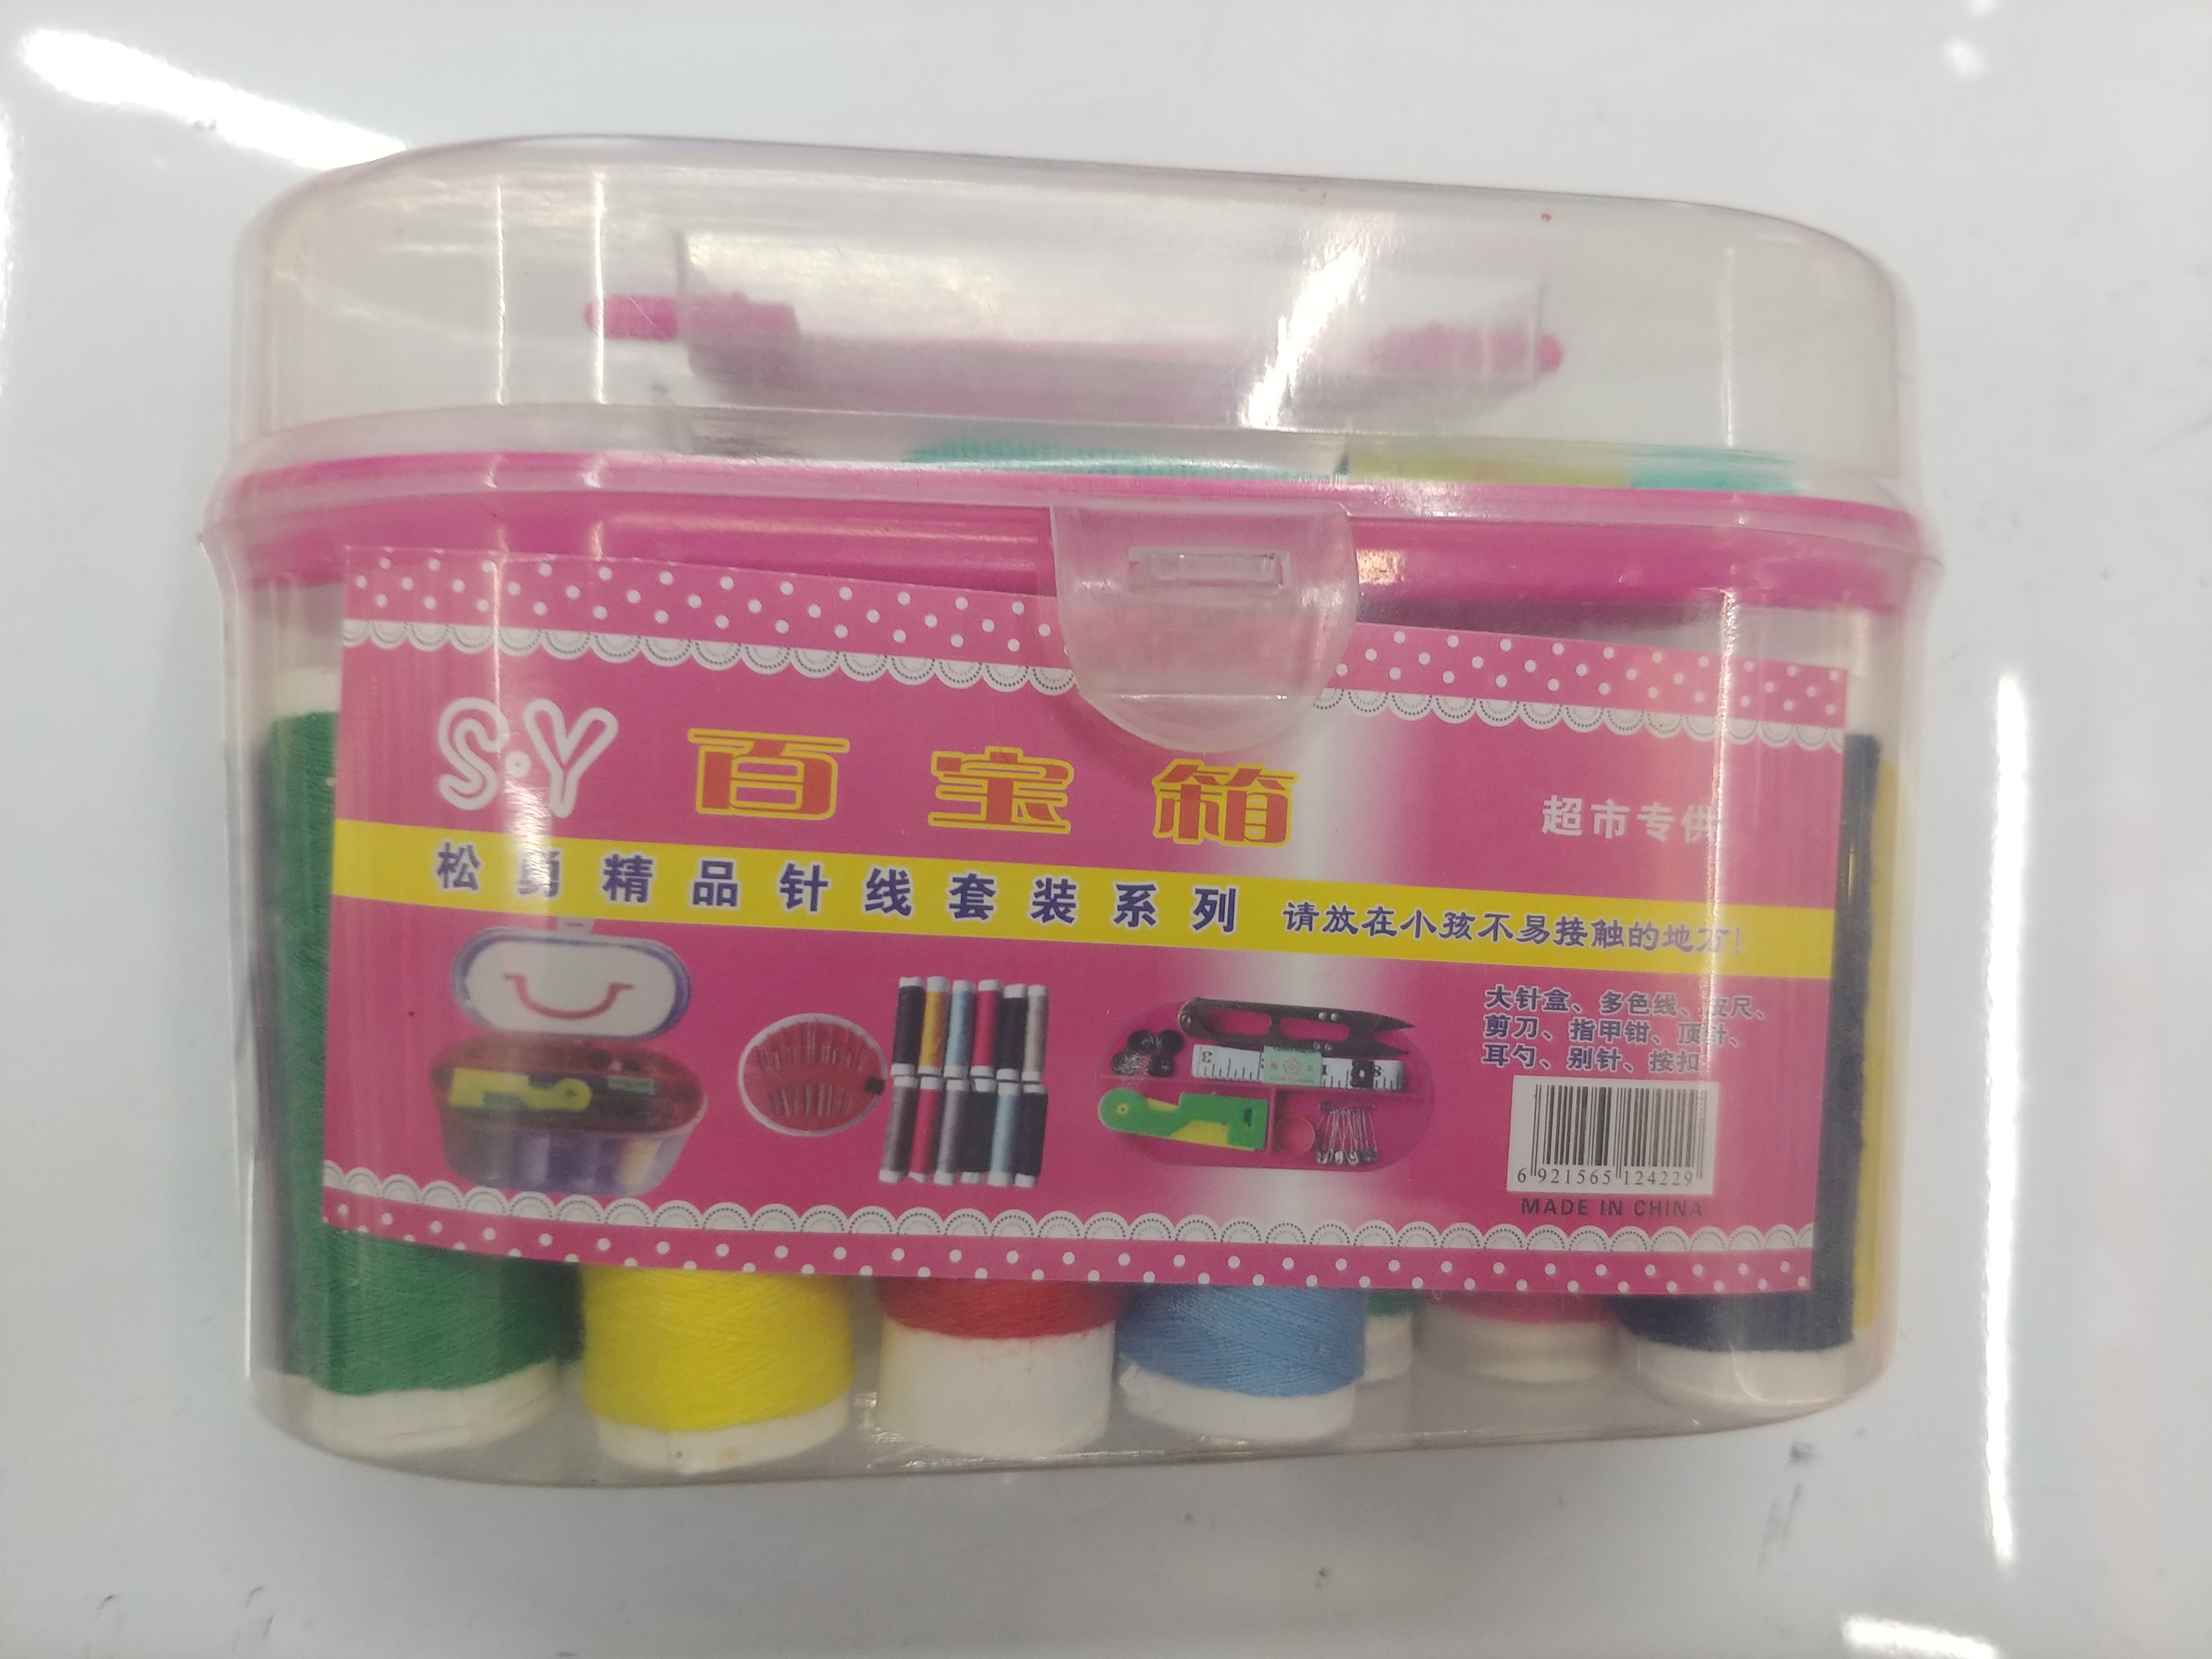 S·Y 百宝箱
超市专供
松勇精品针线套装系列 请放在小孩不易接触的地方!
大针盒、多色线、皮尺、
剪刀、指甲钳、顶针、
耳勺、别针、按扣
6 921565 124229
MADE IN CHINA